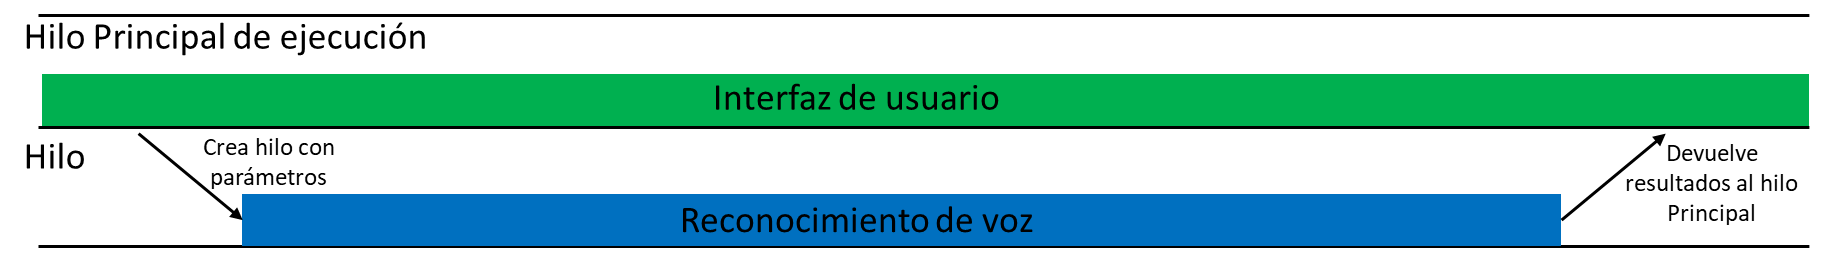 Hilo Principal de ejecución
Interfaz de usuario
Hilo
Crea hilo con
parámetros
Reconocimiento de voz
Devuelve
resultados al hilo
Principal